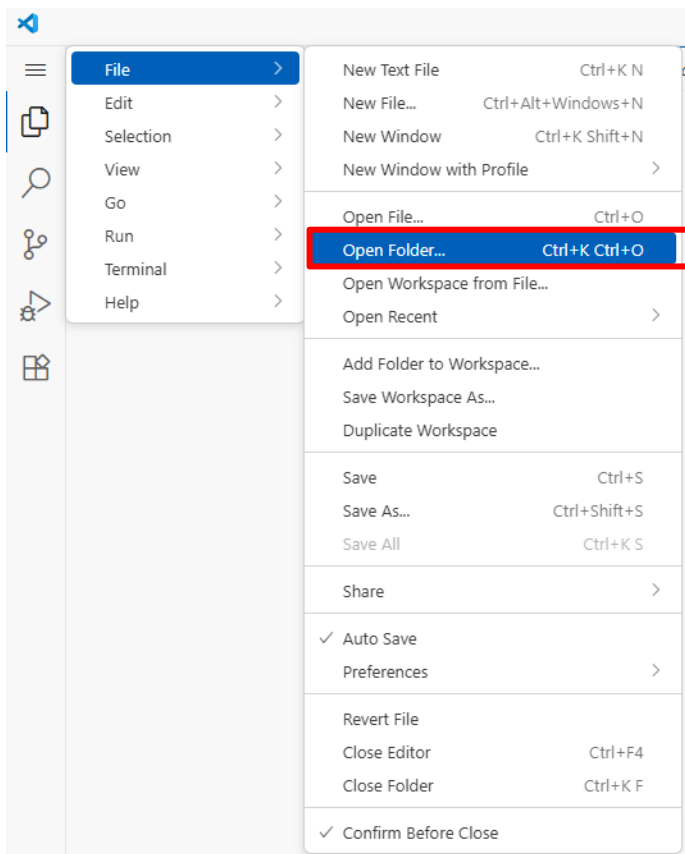 File
Edit
Selection
View
Go
Run
Terminal
Help
New Text File Ctrl+K N
New File... Ctrl+Alt+Windows+N
New Window Ctrl+K Shift+N
New Window with Profile
Open File... Ctrl+O
Open Folder... Ctrl+K Ctrl+O
Open Workspace from File...
Open Recent
Add Folder to Workspace...
Save Workspace As...
Duplicate Workspace
Save Ctrl+S
Save As... Ctrl+Shift+S
Save All Ctrl+K S
Share
Auto Save
Preferences
Revert File
Close Editor Ctrl+F4
Close Folder Ctrl+K F
Confirm Before Close